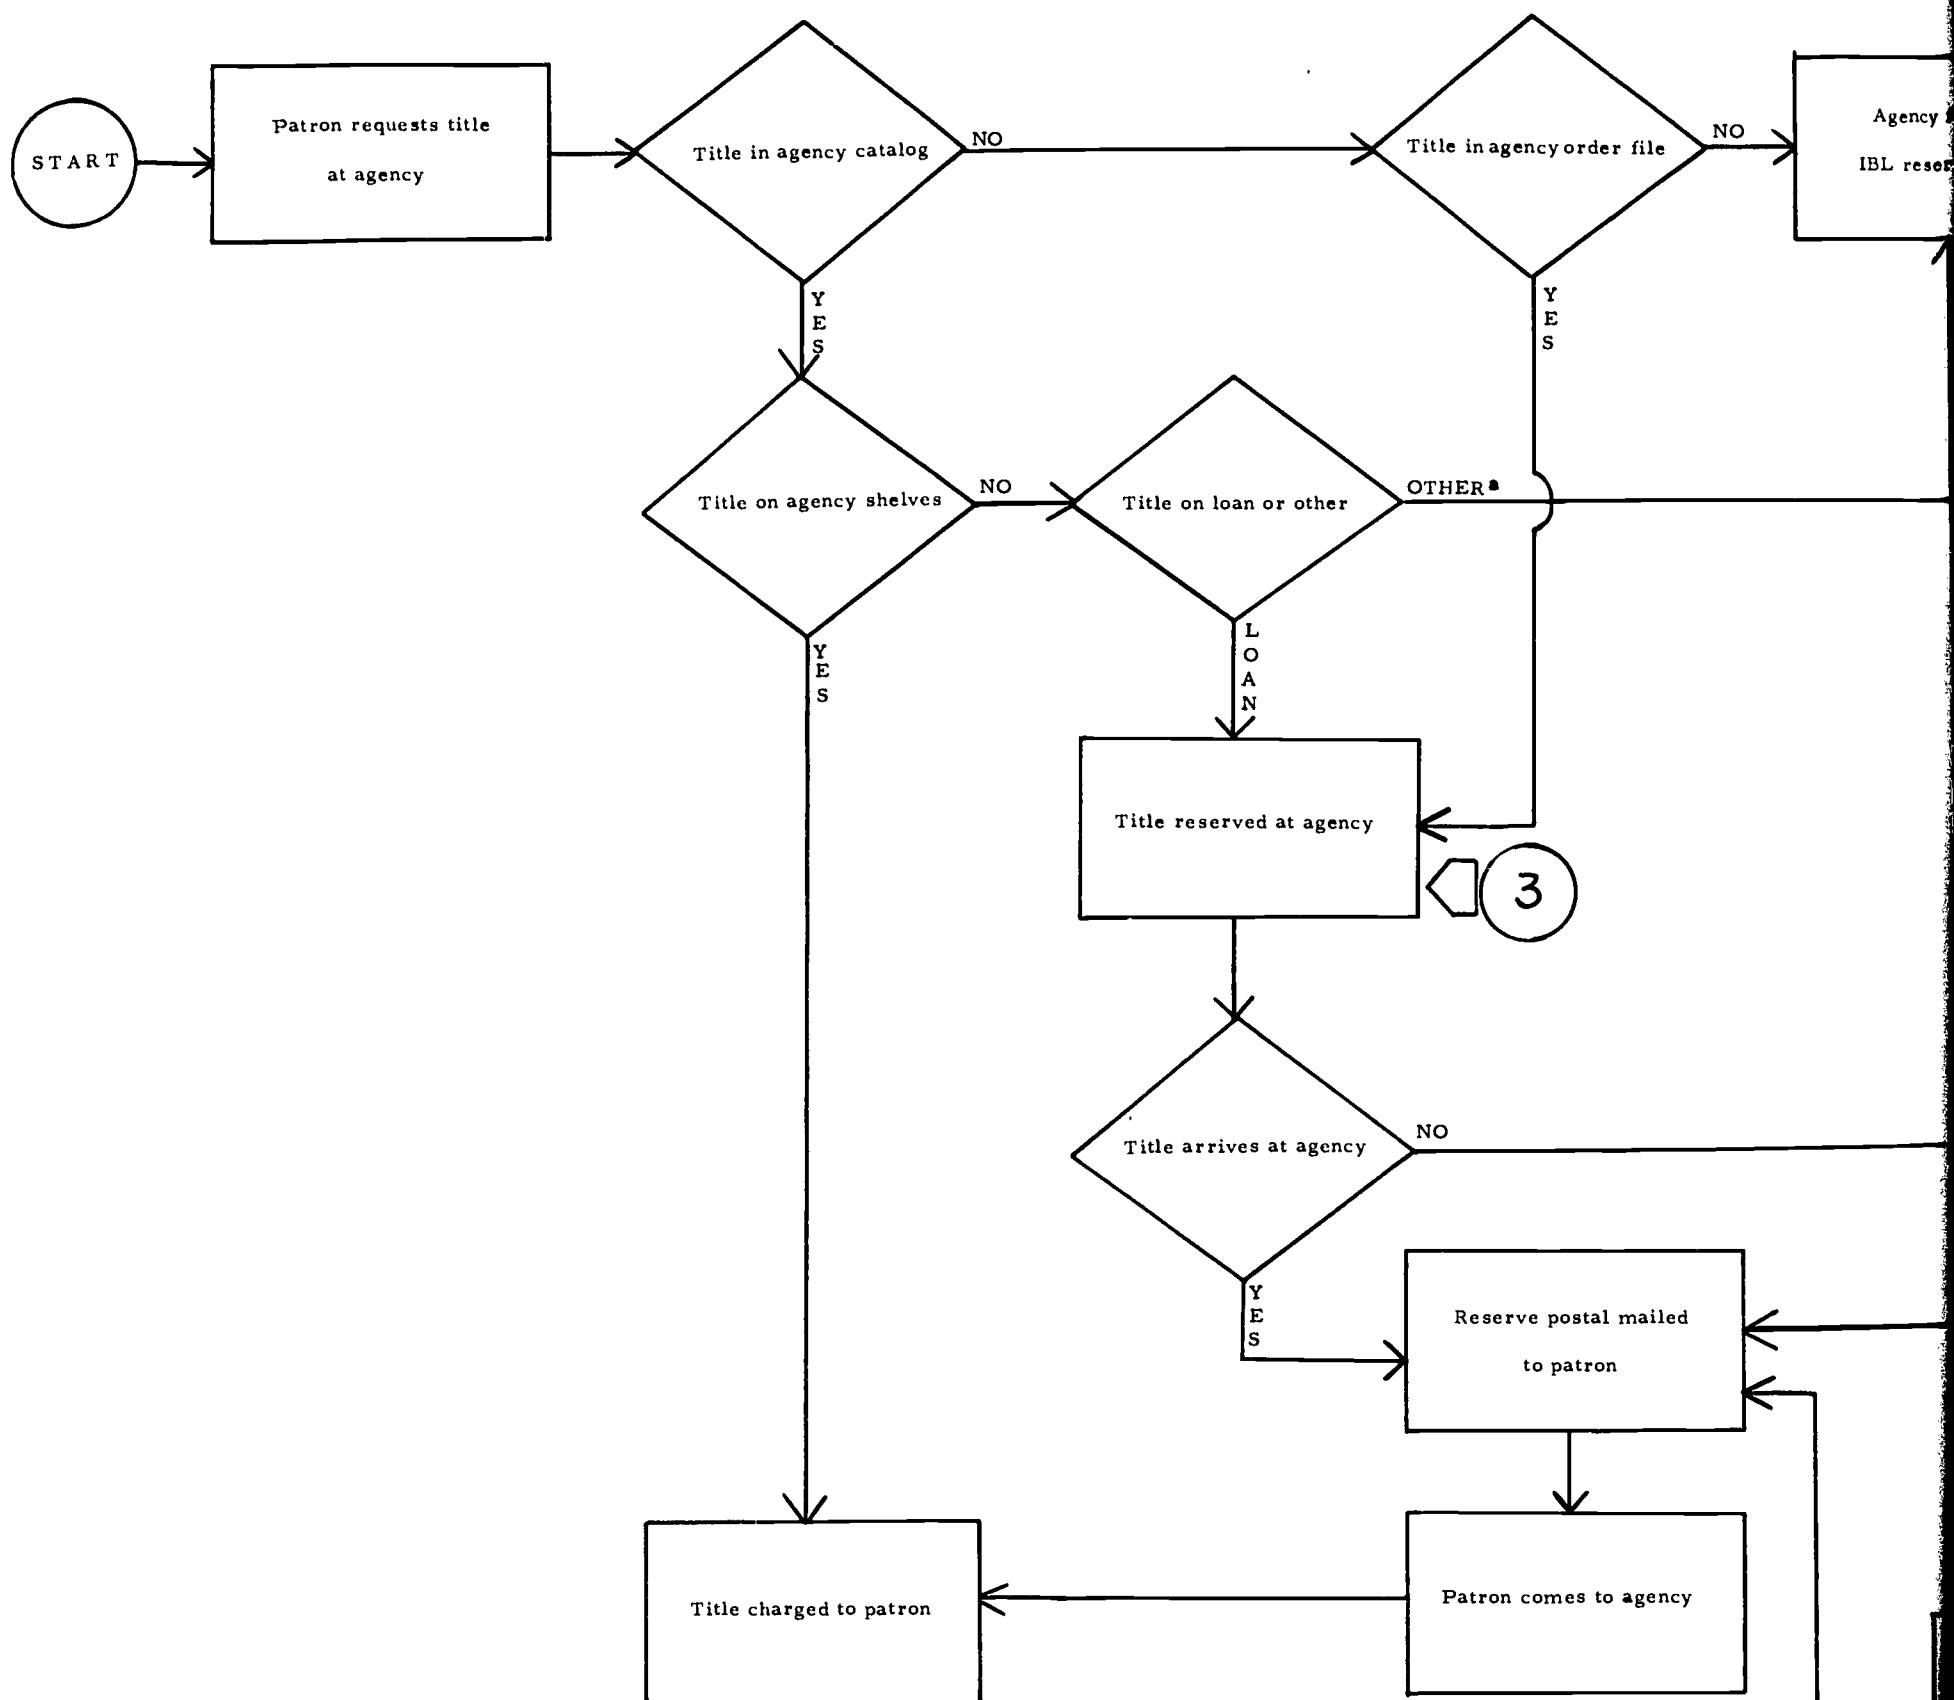 START
Patron requests title
at agency
Title in agency catalog
NO
Title in agency order file
NO
Agency
IBL
YES
YES
Title on agency shelves
NO
Title on loan or other
OTHERa
YES
LOAN
Title reserved at agency
3
Title arrives at agency
NO
YES
Reserve postal mailed
to patron
Title charged to patron
Patron comes to agency